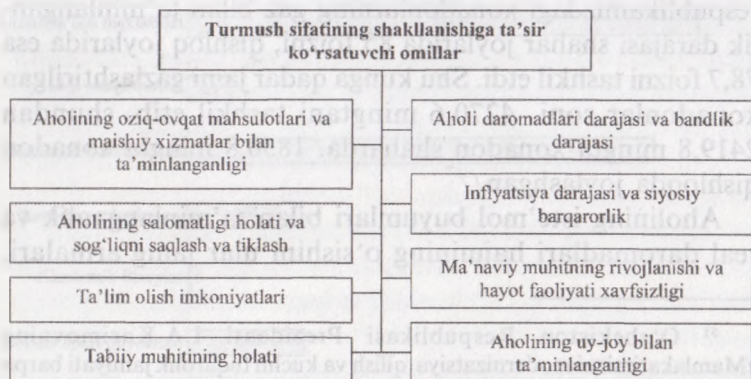 Turmush sifatining shakllanishiga ta'sir
ko'rsatuvchi omillar
Aholining oziq-ovqat mahsulotlari va
maishiy xizmatlar bilan
ta'minlanganligi
Aholining salomatligi holati va
sog'liqni saqlash va tiklash
Ta'lim olish imkoniyatlari
Tabiiy muhitining holati
Aholi daromadlari darajasi va bandlik
darajasi
Inflyatsiya darajasi va siyosiy
barqarorlik
Ma'naviy muhitning rivojlanishi va
hayot faoliyati xavfsizligi
Aholining uy-joy bilan
ta'minlanganligi